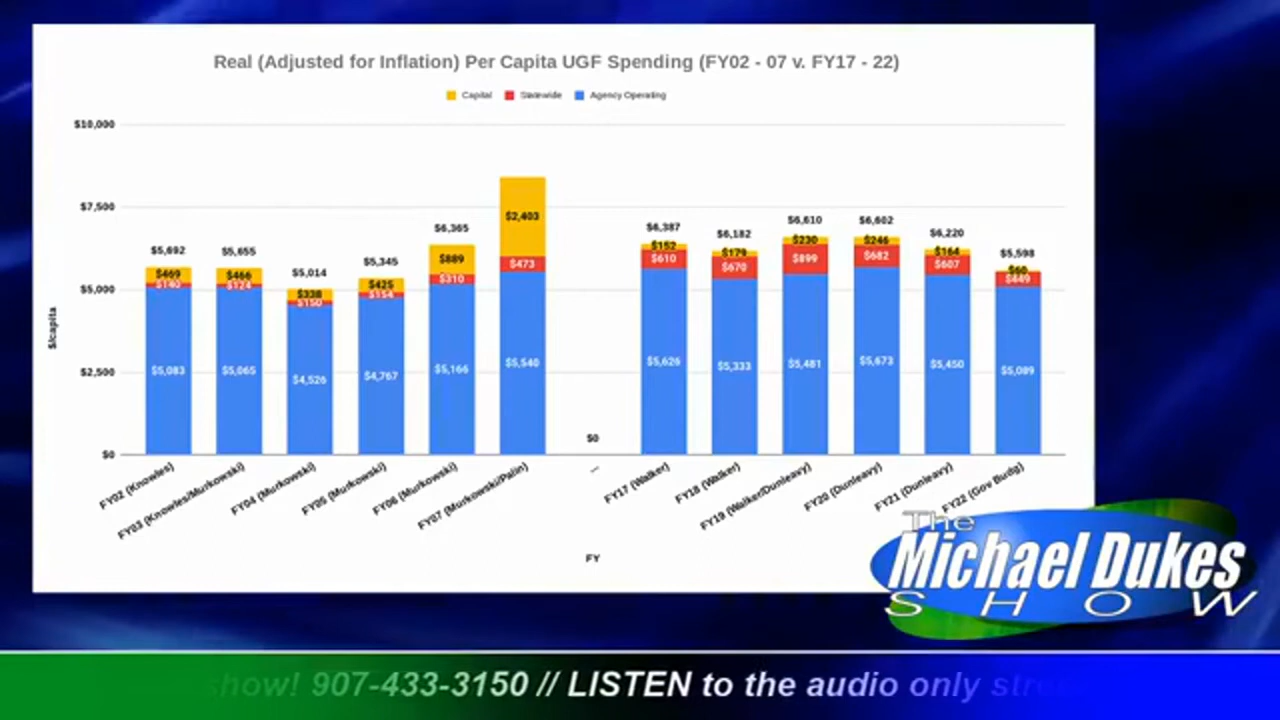 Real (Adjusted for Inflation) Per Capita UGF Spending (FY02 - 07 v. FY17 - 22)
Capital Statewide Agency Operating
$10,000
$7,500
$5,000
$2,500
$0
$/capita
$5,692 $5,655 $5,014 $5,345 $6,365 $6,387 $6,182 $6,610 $6,602 $6,220 $5,598
$469 $466 $338 $425 $889 $2,403 $152 $179 $230 $246 $164 $60
$140 $124 $150 $154 $310 $473 $610 $670 $899 $682 $607 $449
$5,083 $5,065 $4,526 $4,767 $5,166 $5,540 $0 $5,626 $5,333 $5,481 $5,673 $5,450 $5,089
FY02 (Knowles)
FY03 (Knowles/Murkowski)
FY04 (Murkowski)
FY05 (Murkowski)
FY06 (Murkowski)
FY07 (Murkowski/Palin)
...
FY17 (Walker)
FY18 (Walker)
FY19 (Walker/Dunleavy)
FY20 (Dunleavy)
FY21 (Dunleavy)
FY22 (Gov Budg)
FY
The
Michael Dukes
SHOW
show! 907-433-3150 // LISTEN to the audio only